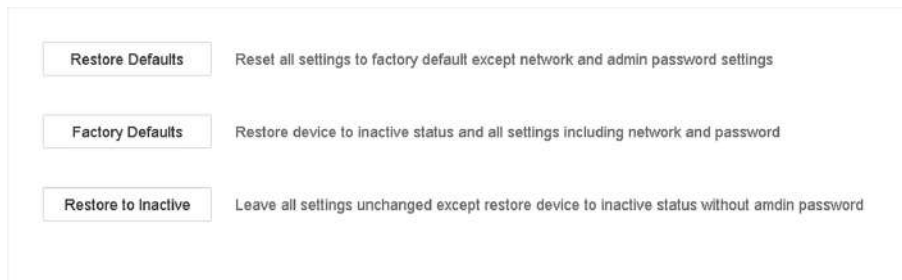 Restore Defaults Reset all settings to factory default except network and admin password settings
Factory Defaults Restore device to inactive status and all settings including network and password
Restore to Inactive Leave all settings unchanged except restore device to inactive status without amdin password